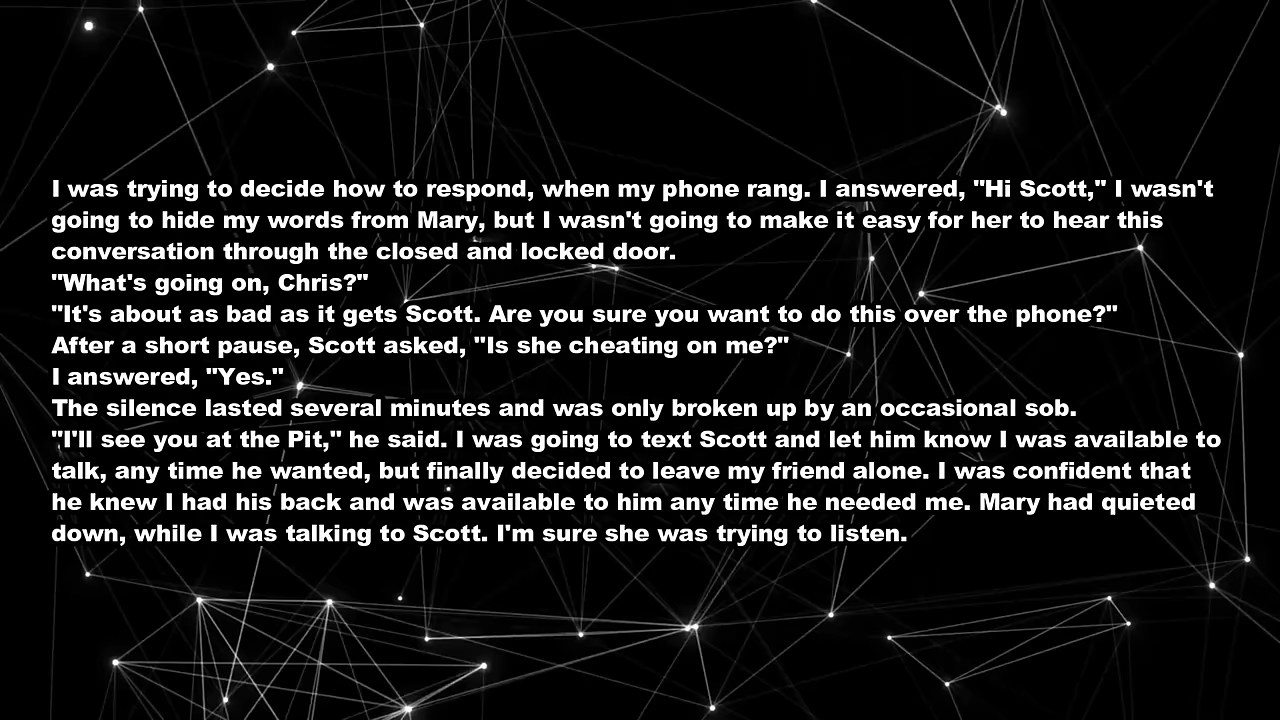 I was trying to decide how to respond, when my phone rang. I answered, "Hi Scott," I wasn't
going to hide my words from Mary, but I wasn't going to make it easy for her to hear this
conversation through the closed and locked door.
"What's going on, Chris?"
"It's about as bad as it gets Scott. Are you sure you want to do this over the phone?"
After a short pause, Scott asked, "Is she cheating on me?"
I answered, "Yes."
The silence lasted several minutes and was only broken up by an occasional sob.
"I'll see you at the Pit," he said. I was going to text Scott and let him know I was available to
talk, any time he wanted, but finally decided to leave my friend alone. I was confident that
he knew I had his back and was available to him any time he needed me. Mary had quieted
down, while I was talking to Scott. I'm sure she was trying to listen.